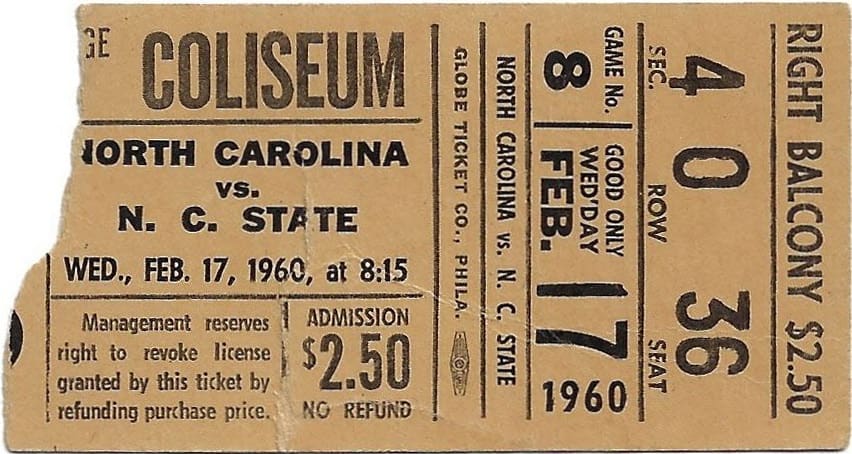 GE
COLISEUM
NORTH CAROLINA
vs.
N. C. STATE
WED., FEB. 17, 1960, at 8:15
Management reserves
right to revoke license
granted by this ticket by
refunding purchase price.
ADMISSION
$2.50
NO REFUND
GLOBE TICKET CO., PHILA.
NORTH CAROLINA vs. N. C. STATE
GAME No.
8
GOOD ONLY
WED'DAY
FEB. 17
1960
SEC. ROW SEAT
4 O 36
RIGHT BALCONY $2.50